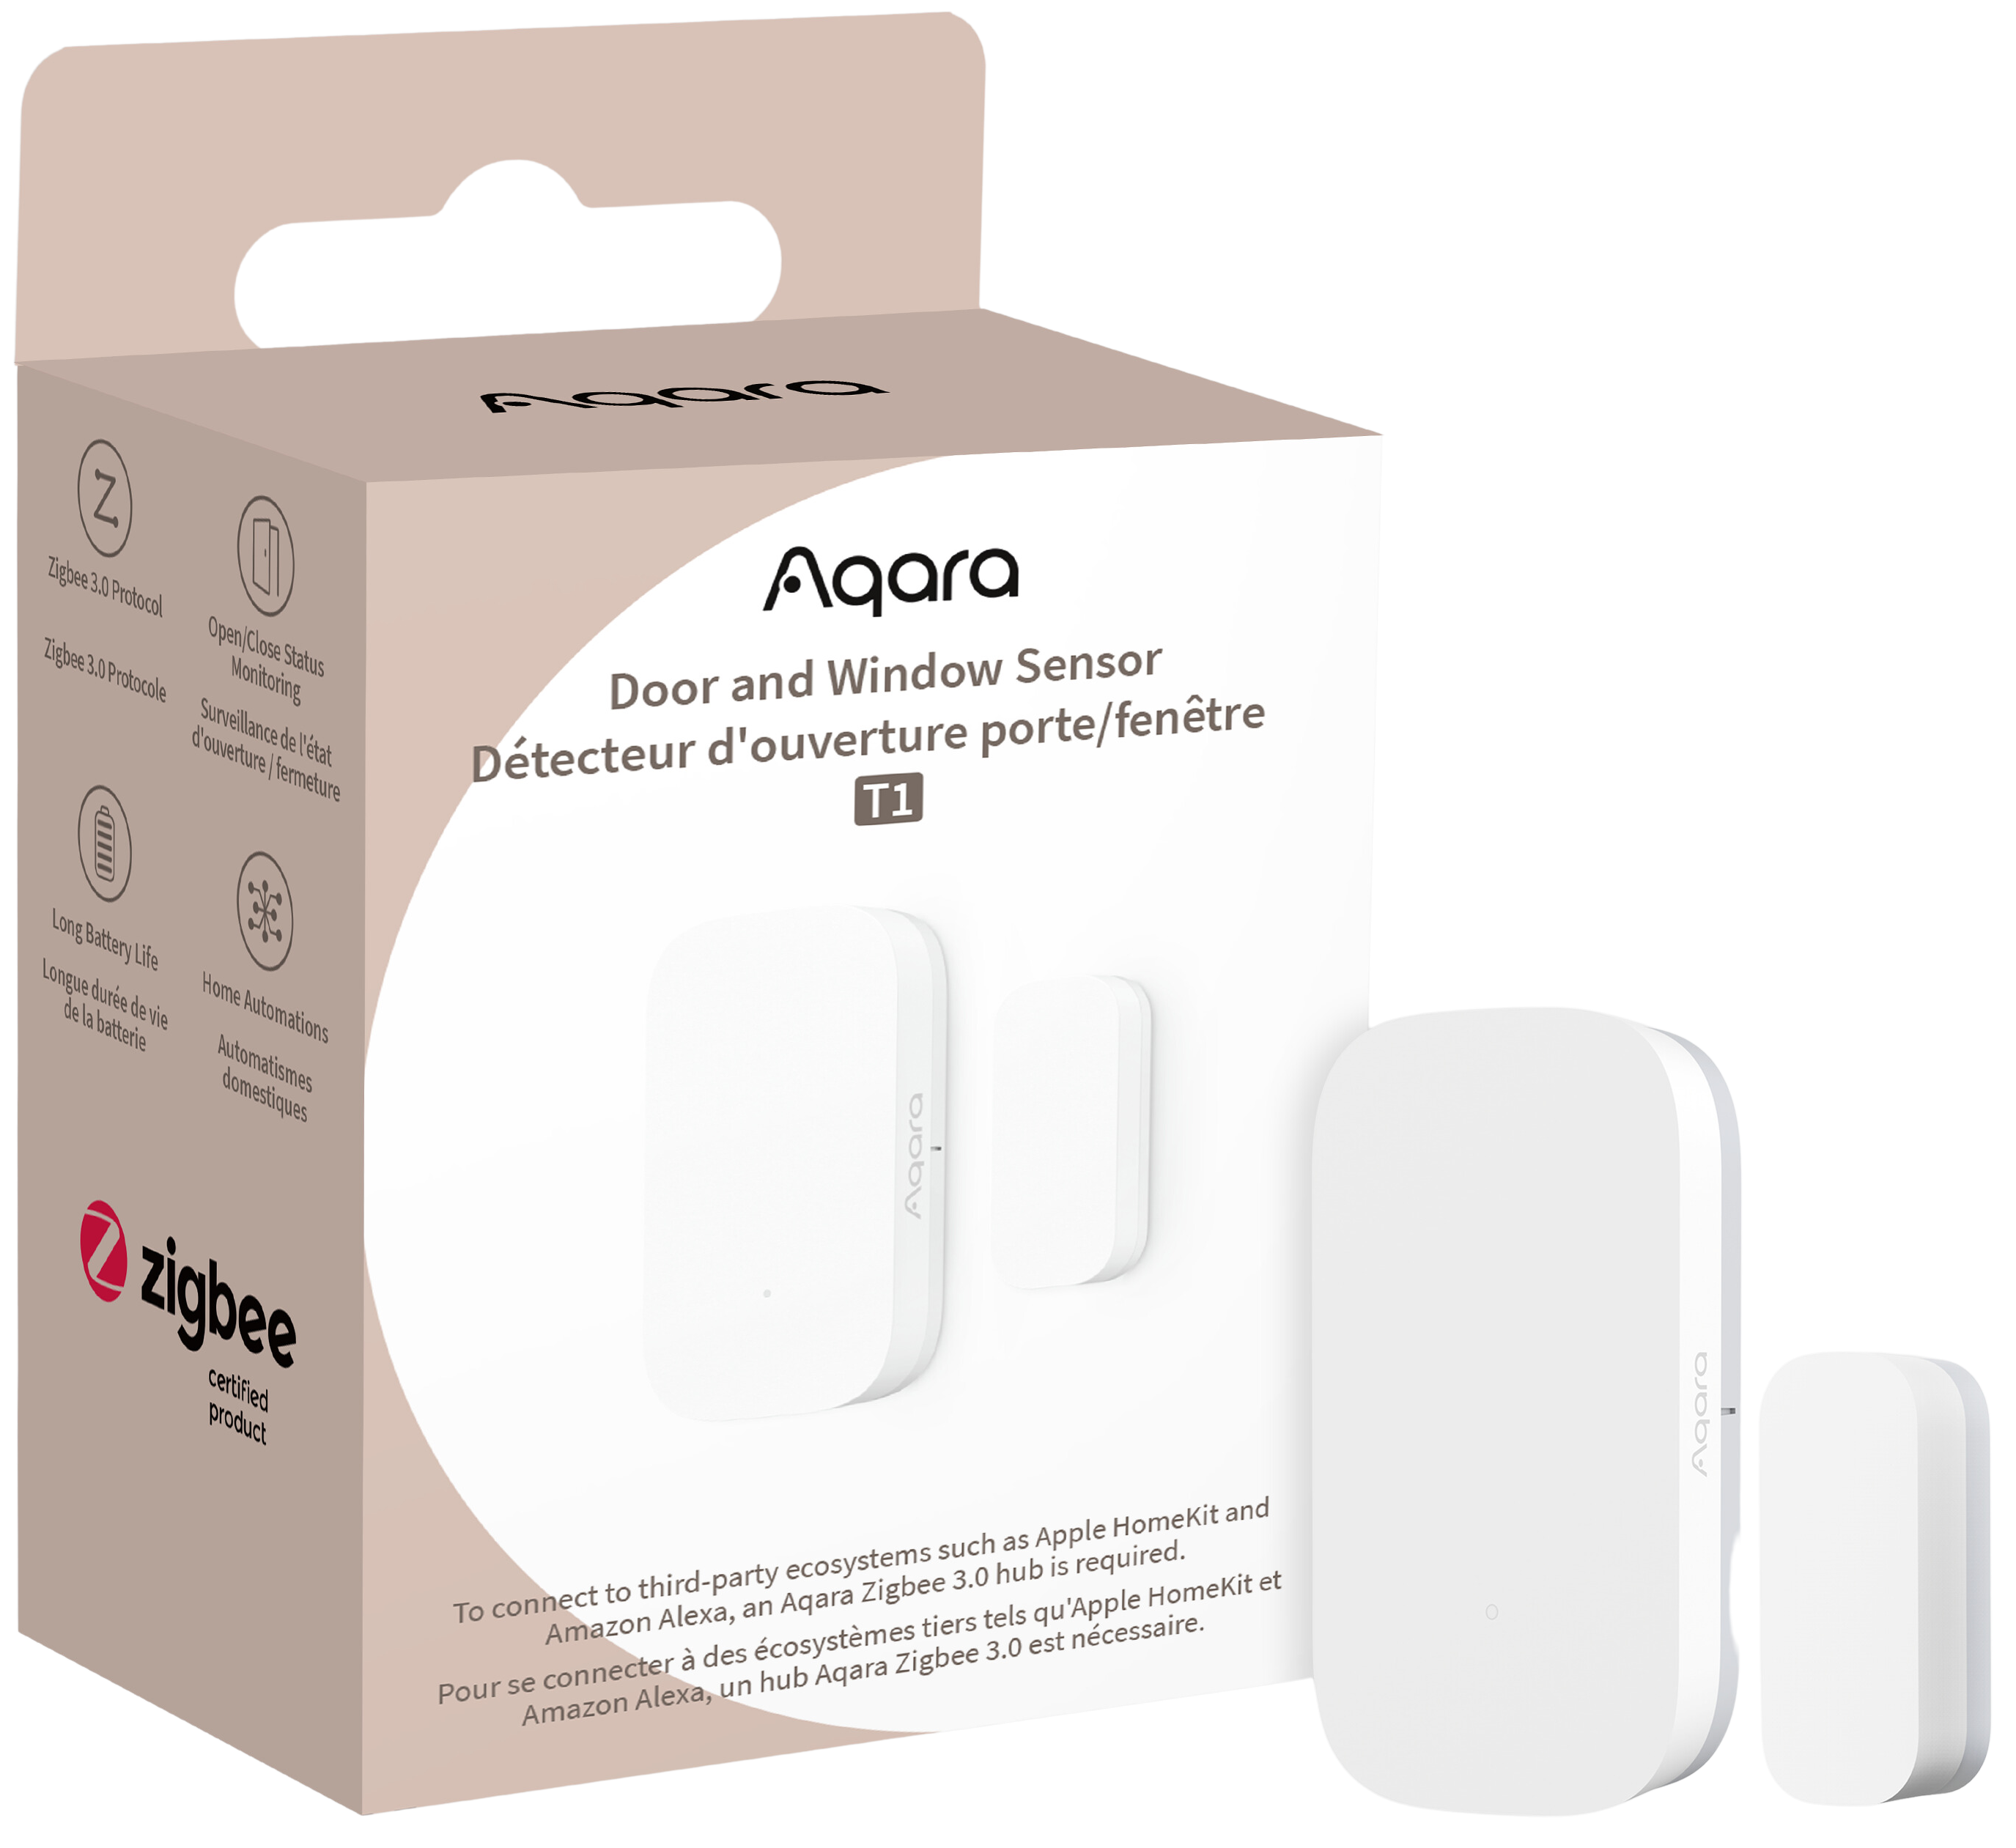 Aqara
Zigbee 3.0 Protocol
Zigbee 3.0 Protocole
Open/Close Status
Monitoring
Surveillance de l'état
d'ouverture / fermeture
Long Battery Life
Longue durée de vie
de la batterie
Home Automations
Automatismes
domestiques
zigbee
certified
product
Aqara
Door and Window Sensor
Détecteur d'ouverture porte/fenêtre
T1
Aqara
To connect to third-party ecosystems such as Apple HomeKit and
Amazon Alexa, an Aqara Zigbee 3.0 hub is required.
Pour se connecter à des écosystèmes tiers tels qu'Apple HomeKit et
Amazon Alexa, un hub Aqara Zigbee 3.0 est nécessaire.
Aqara